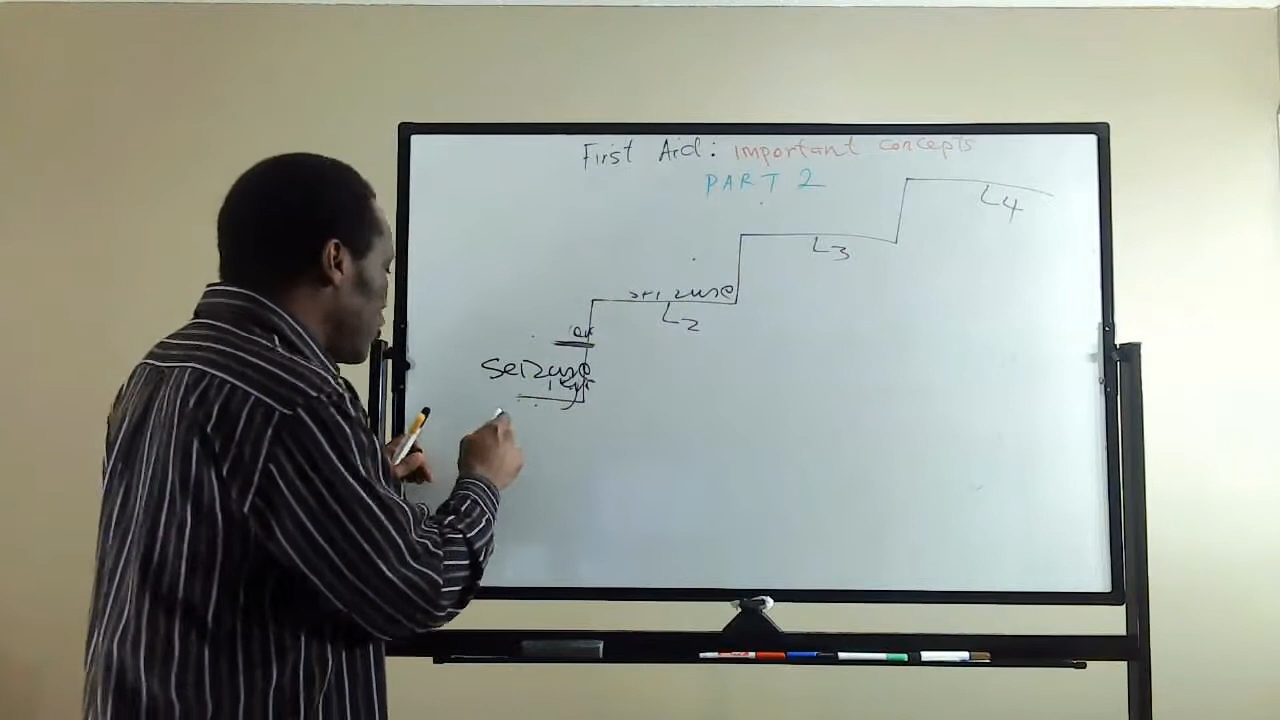 First Aid: important concepts
PART 2
L4
L3
seizure
L2
seizure